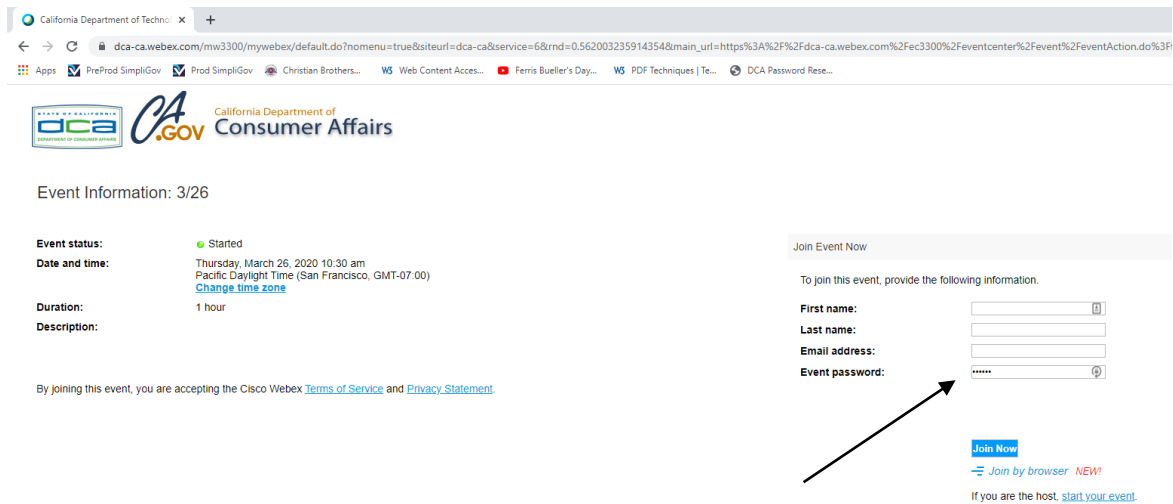 California Department of Technol
dca-ca.webex.com/mw3300/mywebex/default.do?nomenu=true&siteurl=dca-ca&service=6&rnd=0.5620032359143548&main_url=https%3A%2F%2Fdca-ca.webex.com%2Fec3300%2Feventcenter%2Fevent%2FeventAction.do%3F
Apps PreProd SimpliGov Prod SimpliGov Christian Brothers... Web Content Acces... Ferris Bueller's Day... PDF Techniques | Te... DCA Password Rese...
STATE OF CALIFORNIA
dca
DEPARTMENT OF CONSUMER AFFAIRS
CA.GOV
California Department of
Consumer Affairs
Event Information: 3/26
Event status: Started
Date and time: Thursday, March 26, 2020 10:30 am
Pacific Daylight Time (San Francisco, GMT-07:00)
Change time zone
Duration: 1 hour
Description:
By joining this event, you are accepting the Cisco Webex Terms of Service and Privacy Statement.
Join Event Now
To join this event, provide the following information.
First name:
Last name:
Email address:
Event password: ••••••
Join Now
Join by browser NEW!
If you are the host, start your event.